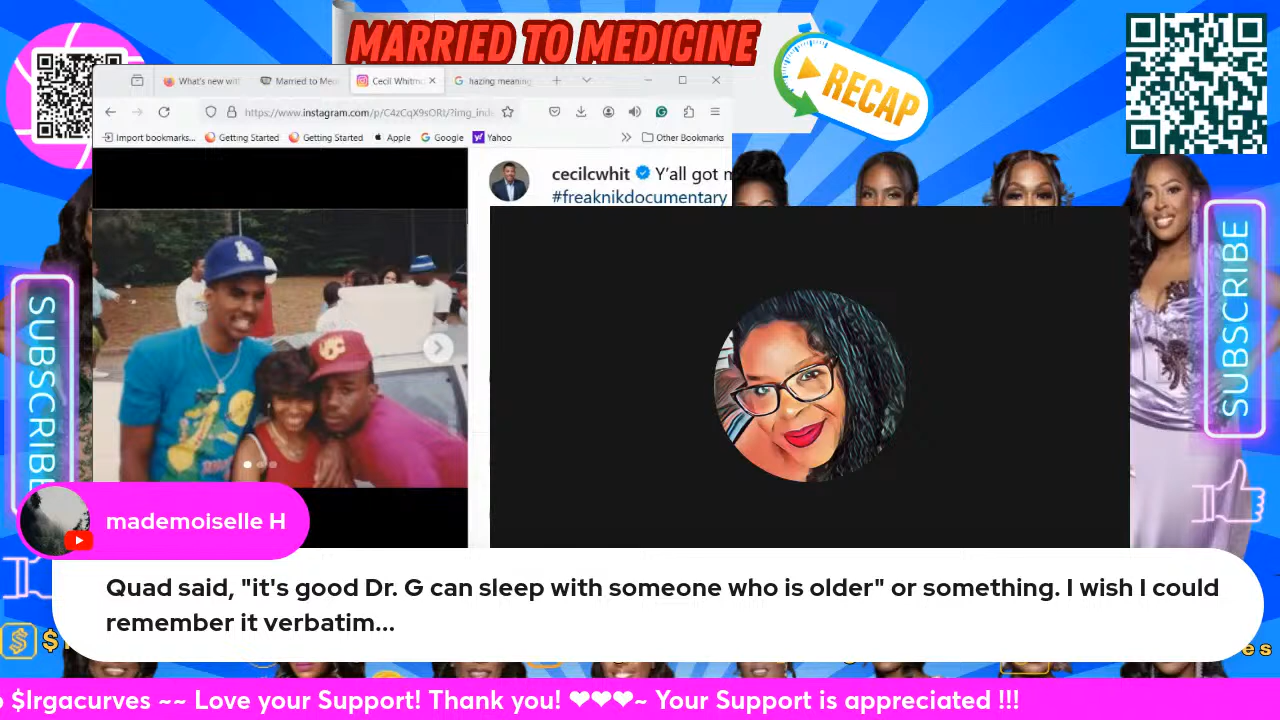 MARRIED TO MEDICINE
RECAP
What's new wit
Married to Me
Cecil Whitmo
hazing meaning
https://www.instagram.com/p/C4zCqX9sORt/?img_ind
Import bookmarks...
Getting Started
Getting Started
Apple
Google
Yahoo
Other Bookmarks
cecilcwhit Y'all got m
#freaknikdocumentary
SUBSCRIBE
SUBSCRIBE
mademoiselle H
Quad said, "it's good Dr. G can sleep with someone who is older" or something. I wish I could
remember it verbatim...
$lrgacurves ~~ Love your Support! Thank you! ❤❤❤~ Your Support is appreciated !!!